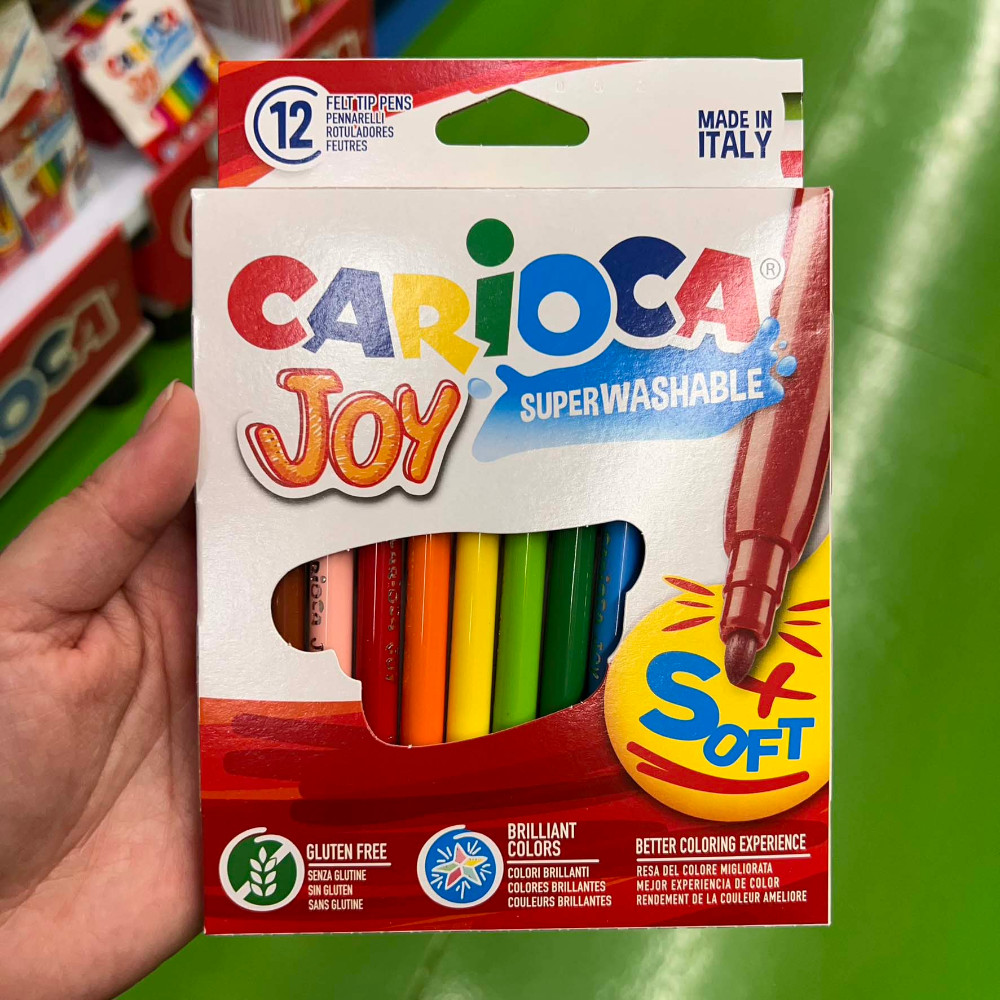 12
FELT TIP PENS
PENNARELLI
ROTULADORES
FEUTRES
MADE IN
ITALY
CARIOCA®
JOY
SUPERWASHABLE
SOFT+
GLUTEN FREE
SENZA GLUTINE
SIN GLUTEN
SANS GLUTINE
BRILLIANT
COLORS
COLORI BRILLANTI
COLORES BRILLANTES
COULEURS BRILLANTES
BETTER COLORING EXPERIENCE
RESA DEL COLORE MIGLIORATA
MEJOR EXPERIENCIA DE COLOR
RENDEMENT DE LA COULEUR AMELIORE
CARIOCA
JOY